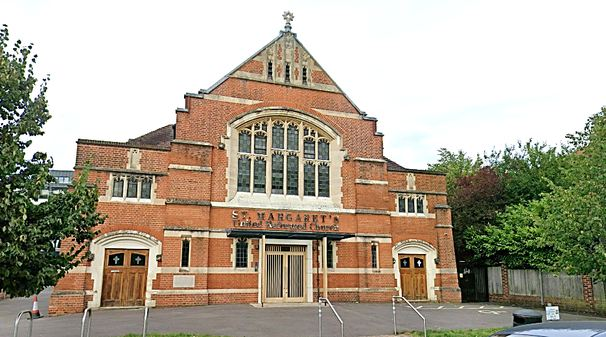 ST. MARGARET'S
United Reformed Church